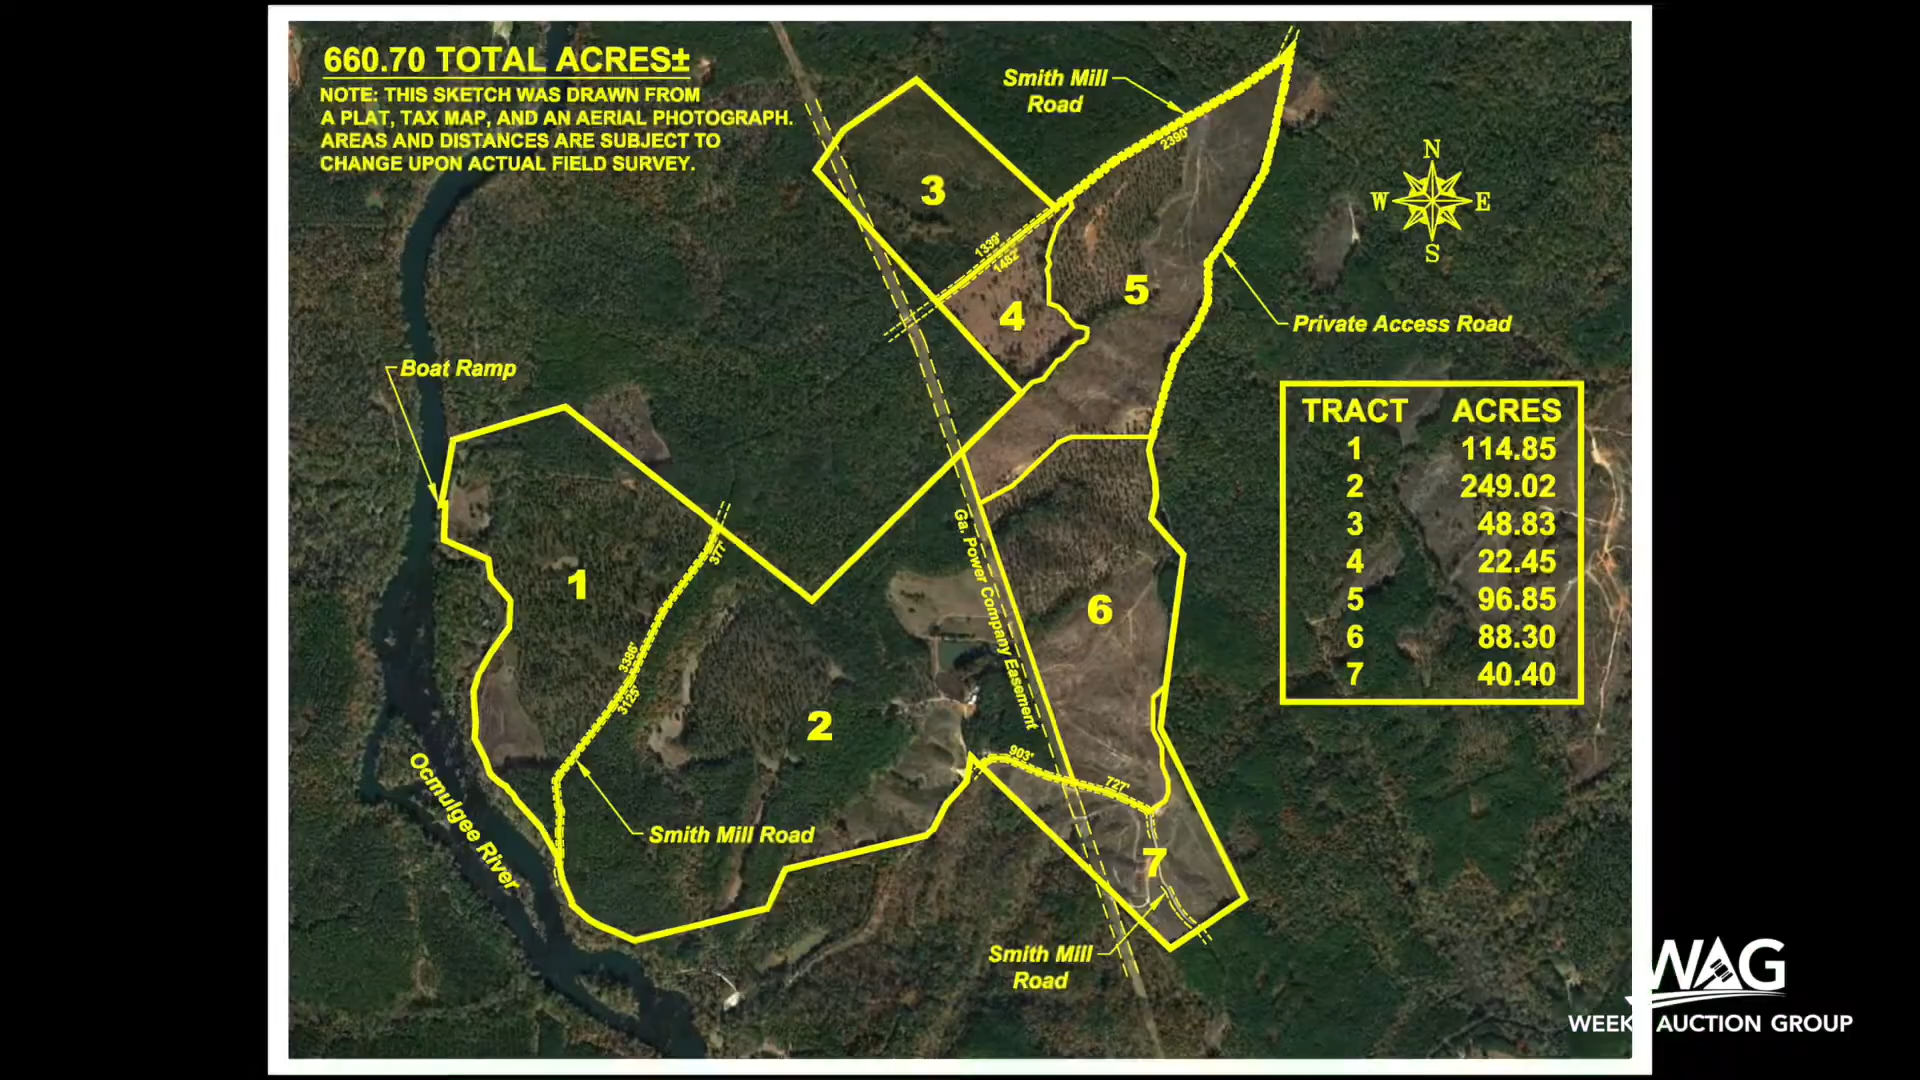 660.70 TOTAL ACRES±
NOTE: THIS SKETCH WAS DRAWN FROM
A PLAT, TAX MAP, AND AN AERIAL PHOTOGRAPH.
AREAS AND DISTANCES ARE SUBJECT TO
CHANGE UPON ACTUAL FIELD SURVEY.
Smith Mill
Road
2390'
N
W E
S
3
1339'
1482'
4
5
Private Access Road
Boat Ramp
TRACT ACRES
1 114.85
2 249.02
3 48.83
4 22.45
5 96.85
6 88.30
7 40.40
377'
Ga. Power Company Easement
1
6
3386'
3125'
2
903'
727'
Ocmulgee River
Smith Mill Road
7
Smith Mill
Road
WAG
WEEKS AUCTION GROUP